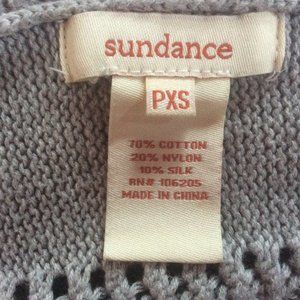 sundance
PXS
70% COTTON
20% NYLON
10% SILK
RN# 106205
MADE IN CHINA